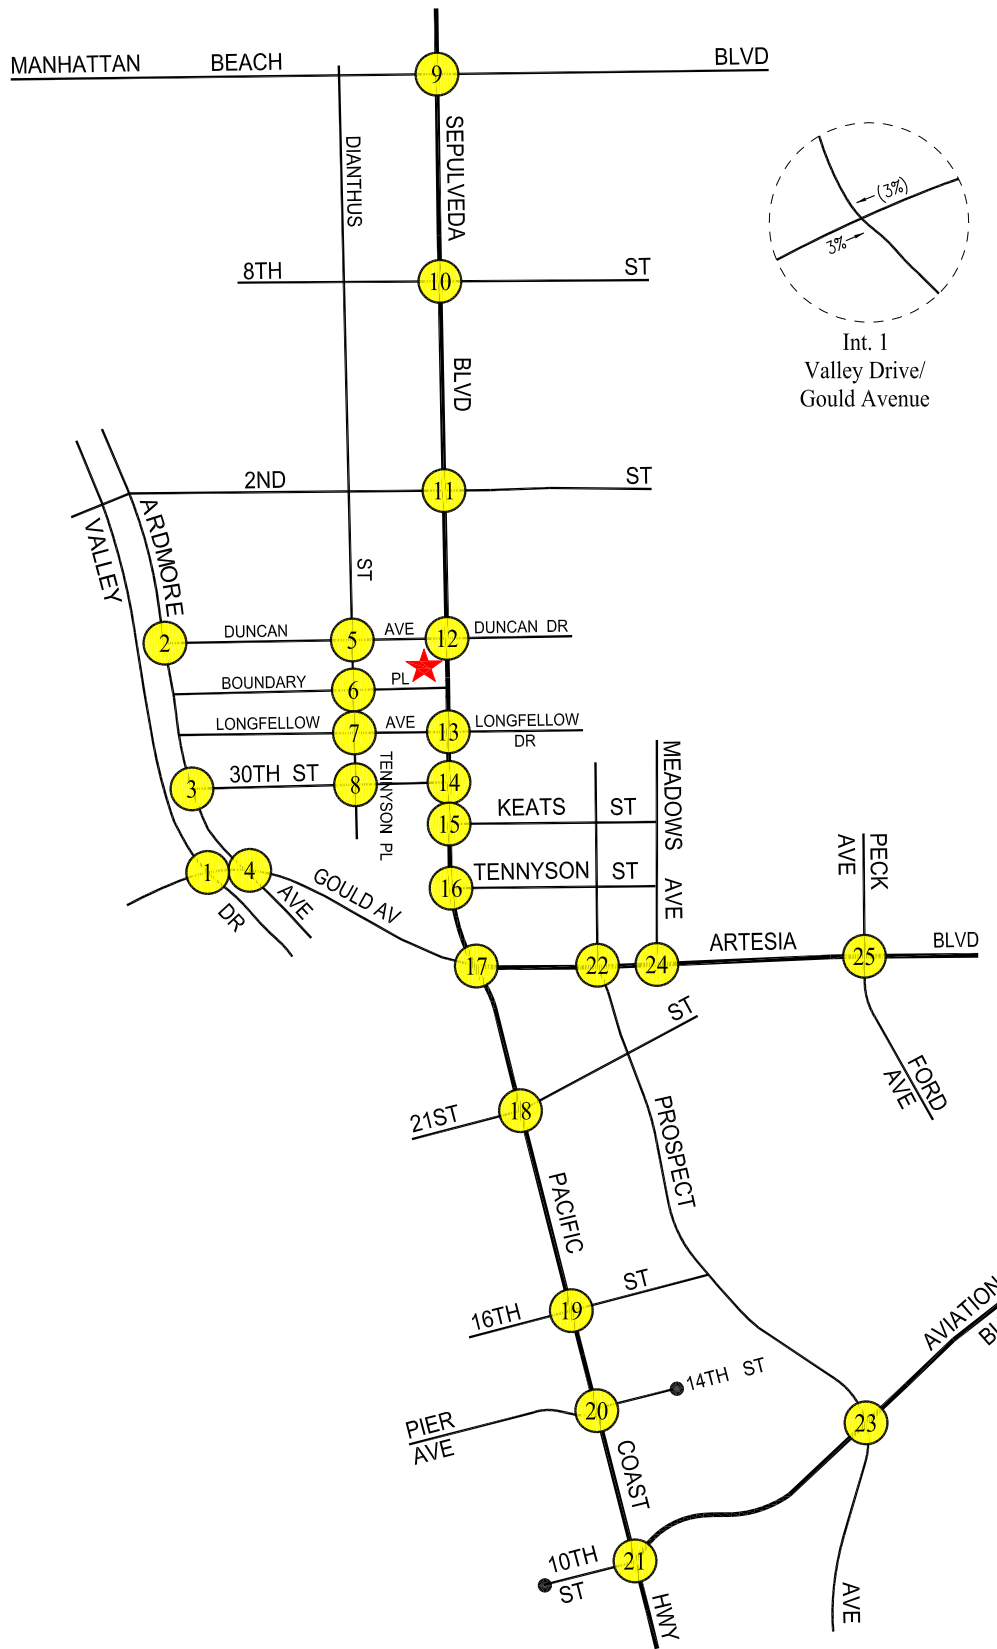 MANHATTAN BEACH BLVD
9
SEPULVEDA
DIANTHUS
(3%)
3%
8TH ST
10
Int. 1
Valley Drive/
Gould Avenue
BLVD
2ND ST
11
VALLEY
ARDMORE
ST
2
DUNCAN
5
AVE
12
DUNCAN DR
BOUNDARY
6
PL
LONGFELLOW
7
AVE
13
LONGFELLOW
DR
3
30TH ST
8
TENNYSON PL
14
MEADOWS AVE
15
KEATS ST
16
TENNYSON ST
1
4
DR
AVE
GOULD AV
PECK
AVE
17
22
24
ARTESIA
25
BLVD
FORD
AVE
21ST
18
ST
PROSPECT
PACIFIC
16TH
19
ST
AVIATION
PIER
AVE
20
14TH ST
23
COAST
10TH
ST
21
HWY
AVE